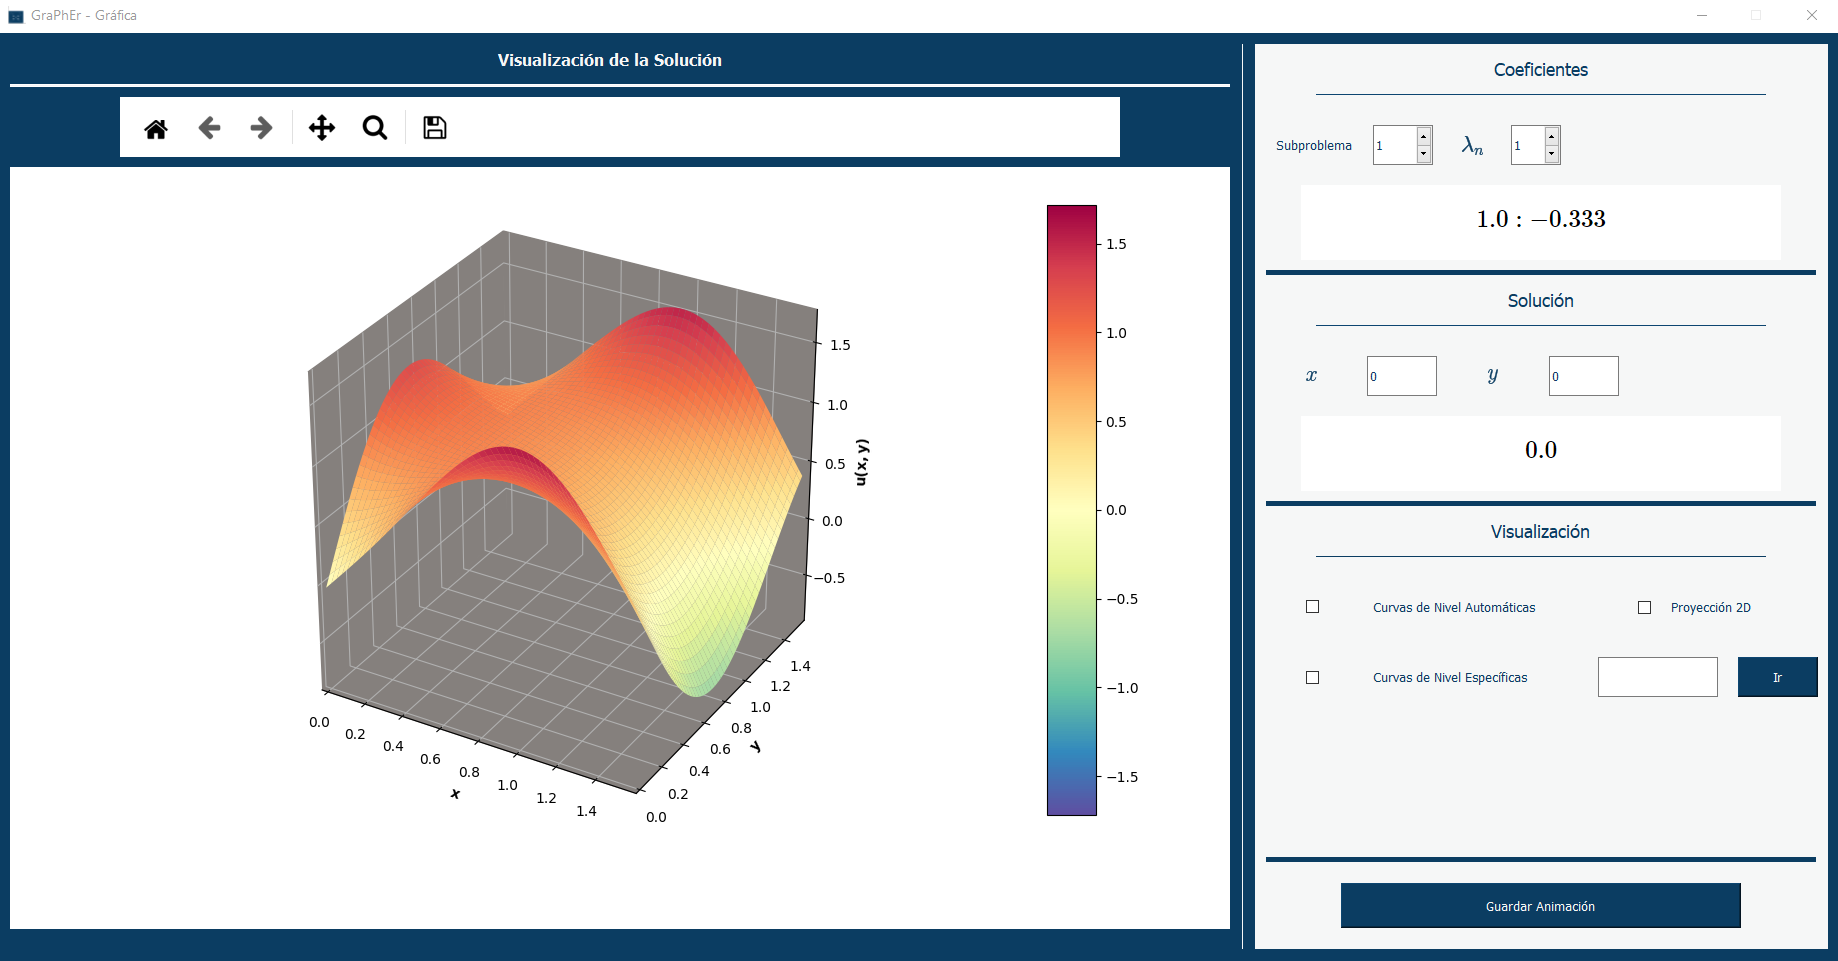 GraPhEr - Gráfica
Visualización de la Solución
1.5
1.0
0.5
0.0
−0.5
u(x, y)
0.0
0.2
0.4
0.6
0.8
1.0
1.2
1.4
x
0.0
0.2
0.4
0.6
0.8
1.0
1.2
1.4
y
1.5
1.0
0.5
0.0
−0.5
−1.0
−1.5
Coeficientes
Subproblema 1 λn 1
1.0 : −0.333
Solución
x 0 y 0
0.0
Visualización
Curvas de Nivel Automáticas Proyección 2D
Curvas de Nivel Específicas Ir
Guardar Animación